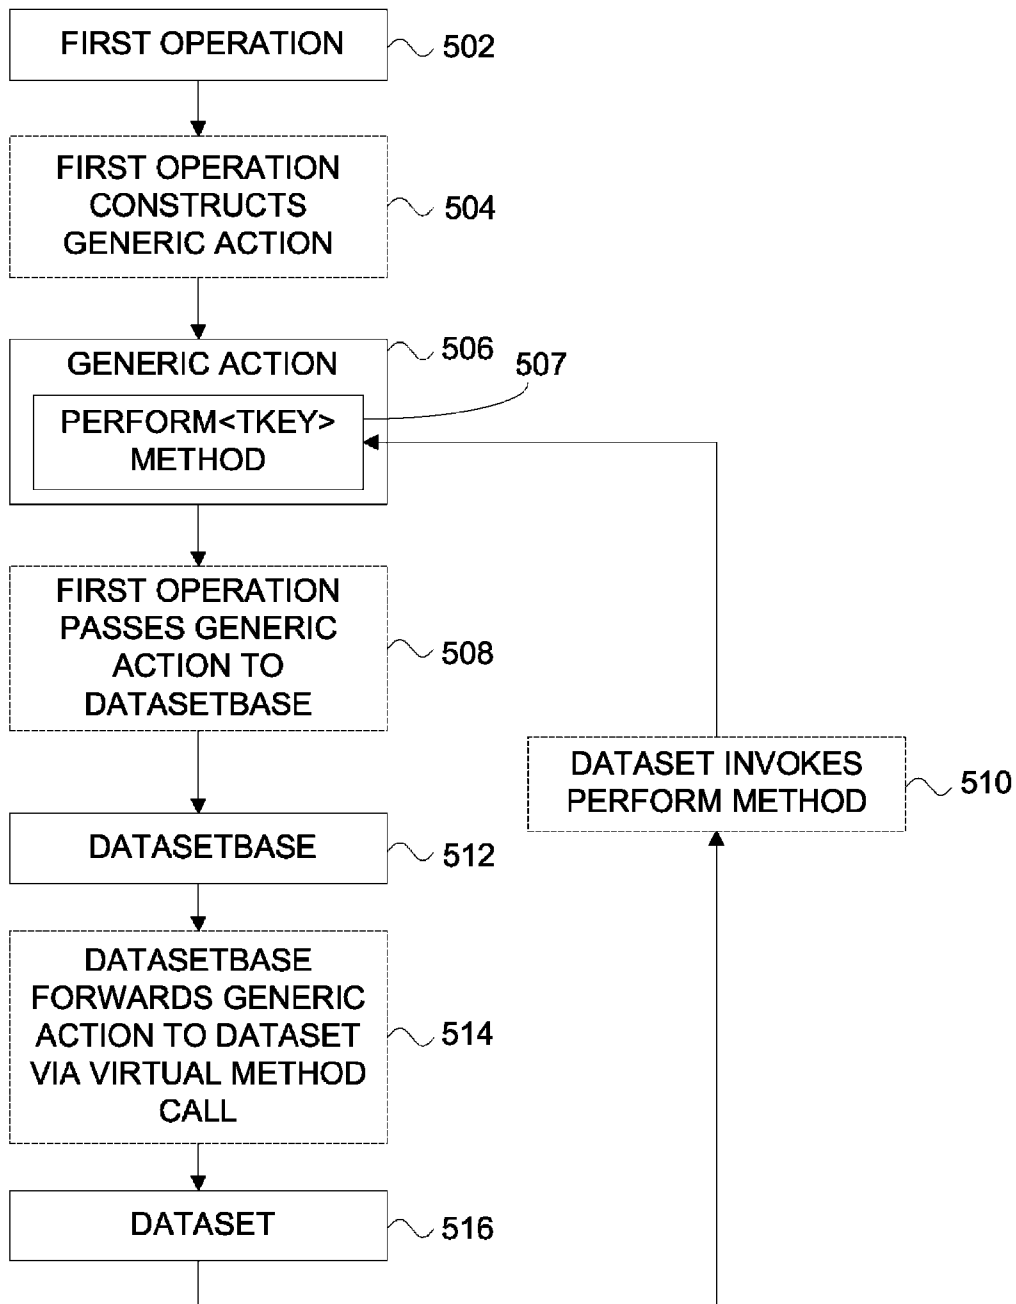 FIRST OPERATION
502
FIRST OPERATION
CONSTRUCTS
GENERIC ACTION
504
GENERIC ACTION
506
507
PERFORM<TKEY>
METHOD
FIRST OPERATION
PASSES GENERIC
ACTION TO
DATASETBASE
508
DATASET INVOKES
PERFORM METHOD
510
DATASETBASE
512
DATASETBASE
FORWARDS GENERIC
ACTION TO DATASET
VIA VIRTUAL METHOD
CALL
514
DATASET
516